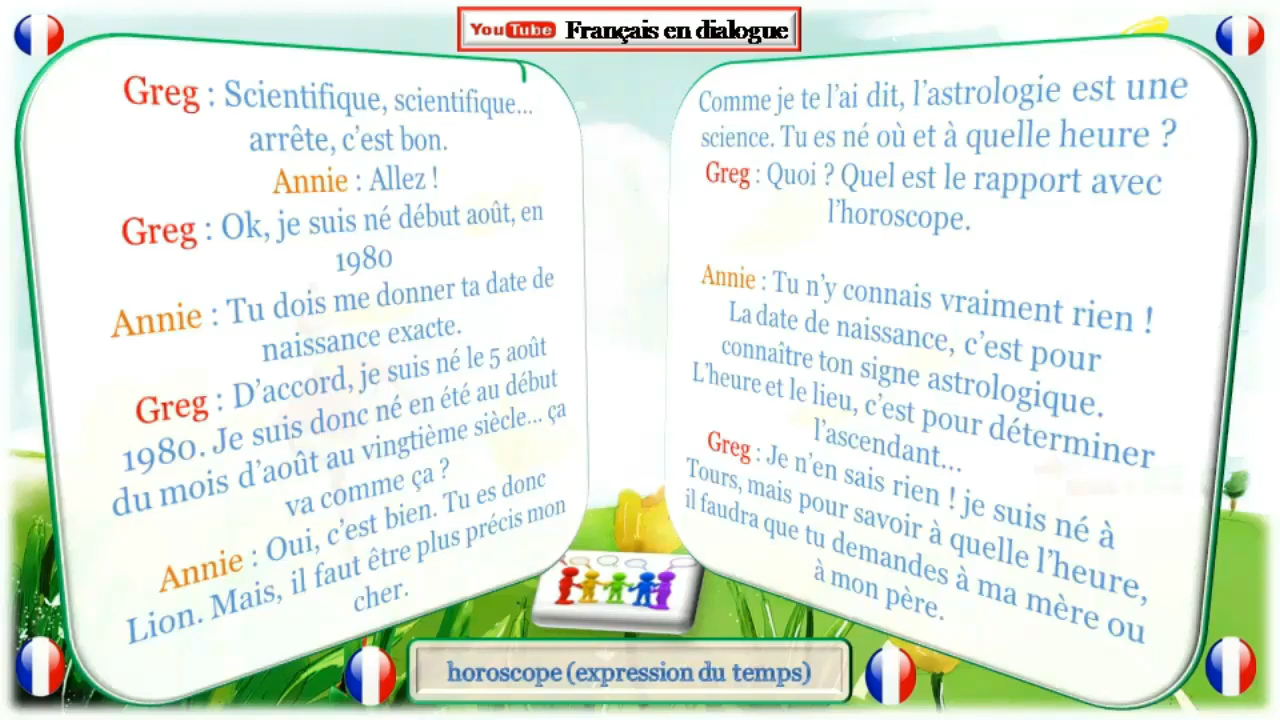 YouTube Français en dialogue
Greg : Scientifique, scientifique...
arrête, c'est bon.
Annie : Allez !
Greg : Ok, je suis né début août, en
1980
Annie : Tu dois me donner ta date de
naissance exacte.
Greg : D'accord, je suis né le 5 août
1980. Je suis donc né en été au début
du mois d'août au vingtième siècle... ça
va comme ça ?
Annie : Oui, c'est bien. Tu es donc
Lion. Mais, il faut être plus précis mon
cher.
Comme je te l'ai dit, l'astrologie est une
science. Tu es né où et à quelle heure ?
Greg : Quoi ? Quel est le rapport avec
l'horoscope.
Annie : Tu n'y connais vraiment rien !
La date de naissance, c'est pour
connaître ton signe astrologique.
L'heure et le lieu, c'est pour déterminer
l'ascendant...
Greg : Je n'en sais rien ! je suis né à
Tours, mais pour savoir à quelle l'heure,
il faudra que tu demandes à ma mère ou
à mon père.
horoscope (expression du temps)